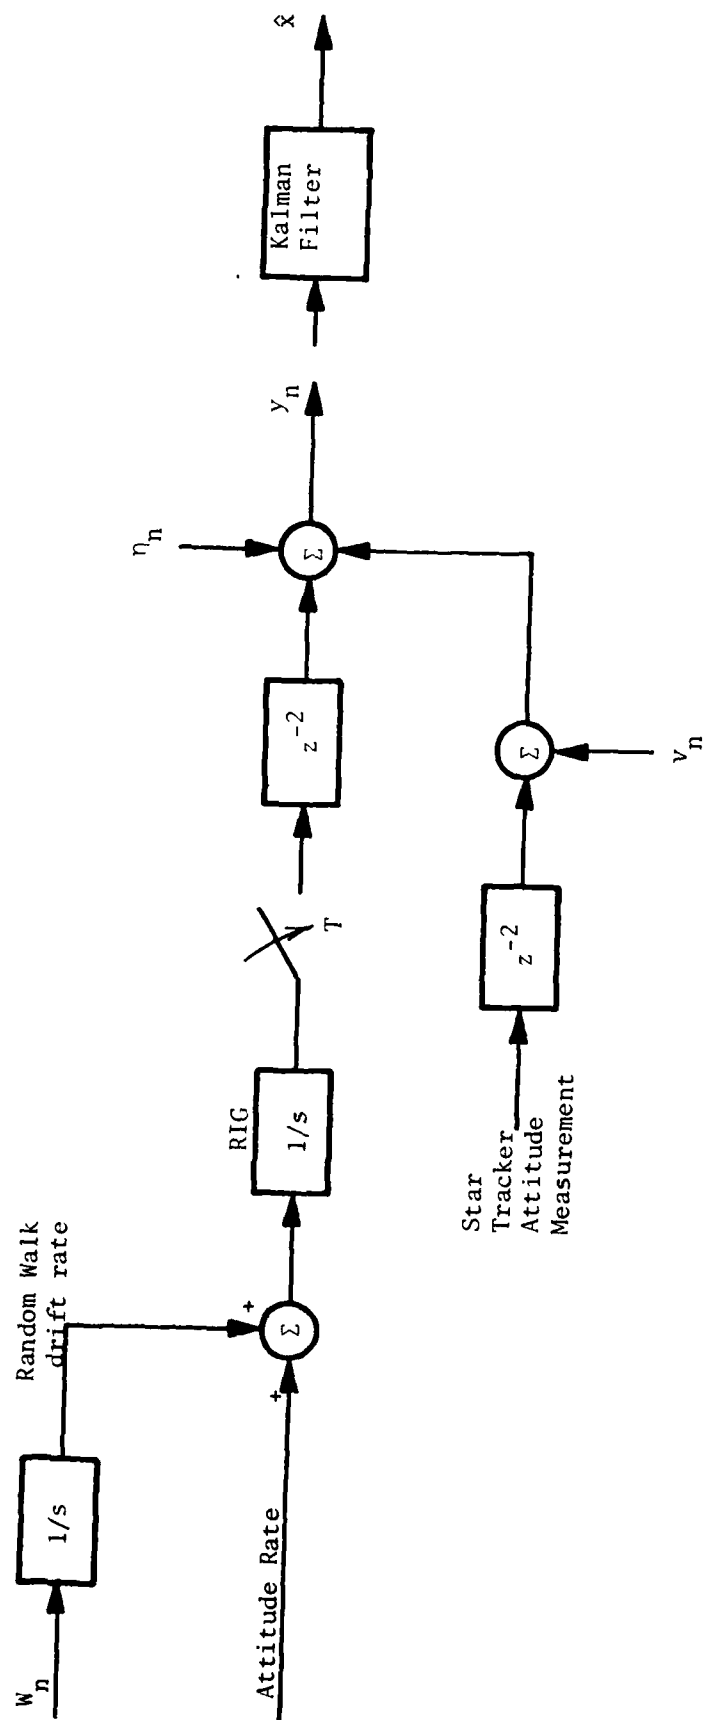 W_n
1/s
Random Walk
drift rate
Attitude Rate
+
+
Σ
RIG
1/s
T
z^-2
η_n
Σ
y_n
Kalman
Filter
x̂
Star
Tracker
Attitude
Measurement
z^-2
Σ
ν_n